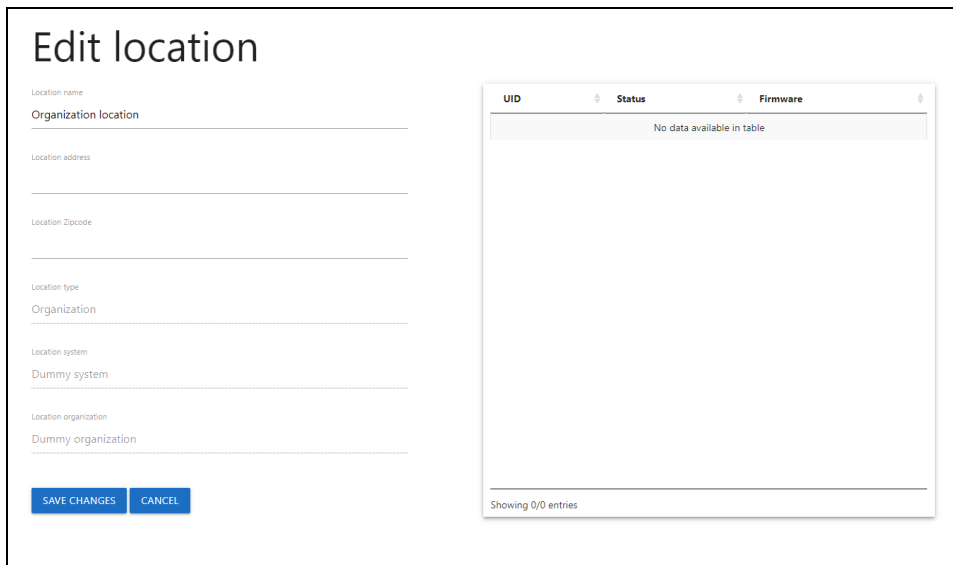 Edit location
Location name
Organization location
Location address
Location Zipcode
Location type
Organization
Location system
Dummy system
Location organization
Dummy organization
SAVE CHANGES CANCEL
UID Status Firmware
No data available in table
Showing 0/0 entries